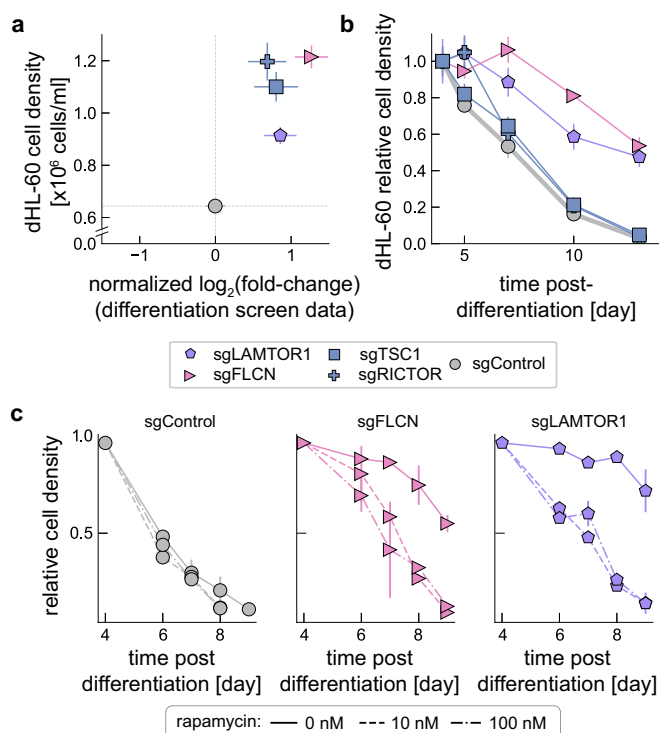 a
dHL-60 cell density
[x10⁶ cells/ml]
1.2
1.0
0.8
0.6
0.0
−1
0
1
normalized log₂(fold-change)
(differentiation screen data)
b
dHL-60 relative cell density
1.2
1.0
0.8
0.6
0.4
0.2
0.0
5
10
time post-
differentiation [day]
sgLAMTOR1
sgTSC1
sgControl
sgFLCN
sgRICTOR
c
sgControl
sgFLCN
sgLAMTOR1
relative cell density
1.0
0.5
4 6 8
4 6 8
4 6 8
time post
differentiation [day]
time post
differentiation [day]
time post
differentiation [day]
rapamycin: 0 nM 10 nM 100 nM